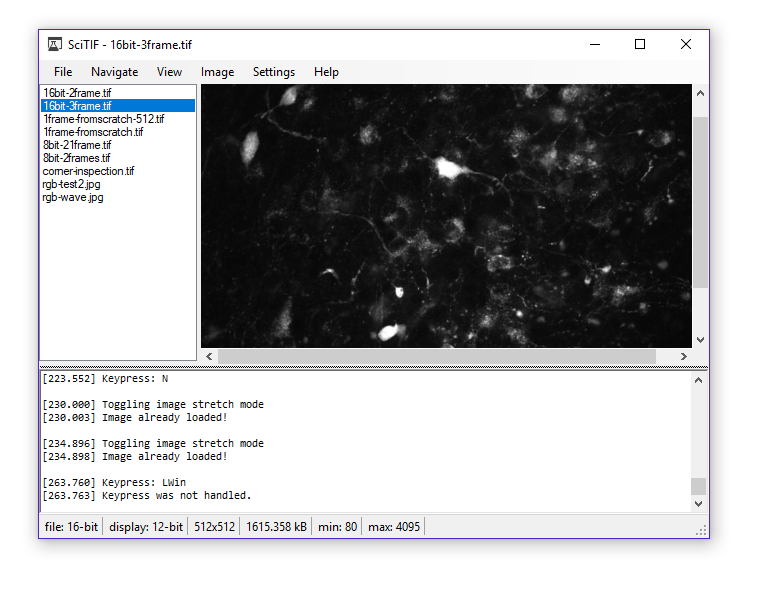 SciTIF - 16bit-3frame.tif
File Navigate View Image Settings Help
16bit-2frame.tif
16bit-3frame.tif
1frame-fromscratch-512.tif
1frame-fromscratch.tif
8bit-21frame.tif
8bit-2frames.tif
corner-inspection.tif
rgb-test2.jpg
rgb-wave.jpg
[223.552] Keypress: N
[230.000] Toggling image stretch mode
[230.003] Image already loaded!
[234.896] Toggling image stretch mode
[234.898] Image already loaded!
[263.760] Keypress: LWin
[263.763] Keypress was not handled.
file: 16-bit display: 12-bit 512x512 1615.358 kB min: 80 max: 4095